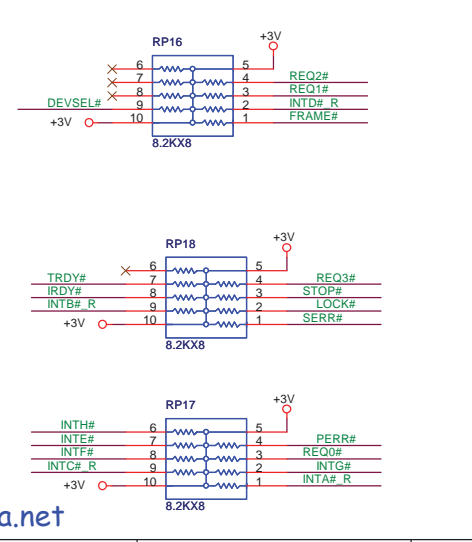 RP16
+3V
6 5
7 4 REQ2#
8 3 REQ1#
DEVSEL# 9 2 INTD#_R
+3V 10 1 FRAME#
8.2KX8
RP18
+3V
6 5
TRDY# 7 4 REQ3#
IRDY# 8 3 STOP#
INTB#_R 9 2 LOCK#
+3V 10 1 SERR#
8.2KX8
RP17
+3V
INTH# 6 5
INTE# 7 4 PERR#
INTF# 8 3 REQ0#
INTC#_R 9 2 INTG#
+3V 10 1 INTA#_R
8.2KX8
a.net